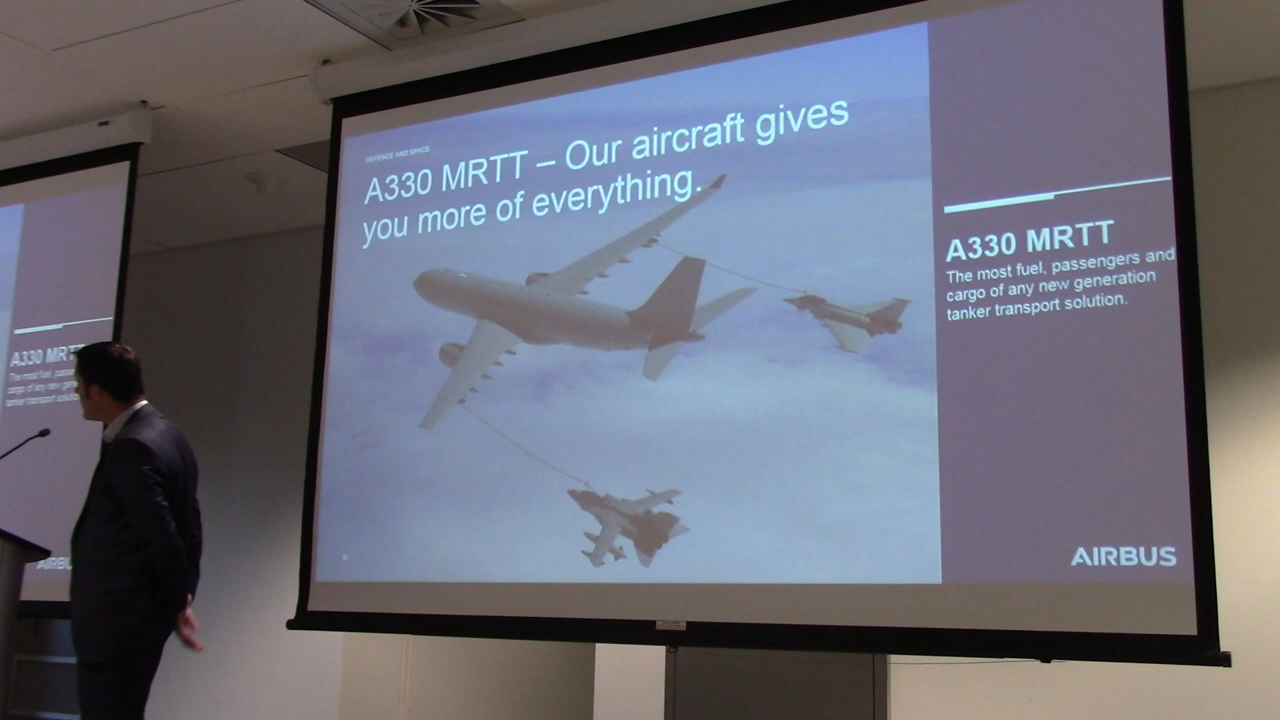 DEFENCE AND SPACE
A330 MRTT – Our aircraft gives
you more of everything.
A330 MRTT
The most fuel, passengers and
cargo of any new generation
tanker transport solution.
AIRBUS
A330 MRTT
The most fuel,
cargo of any new
tanker transport